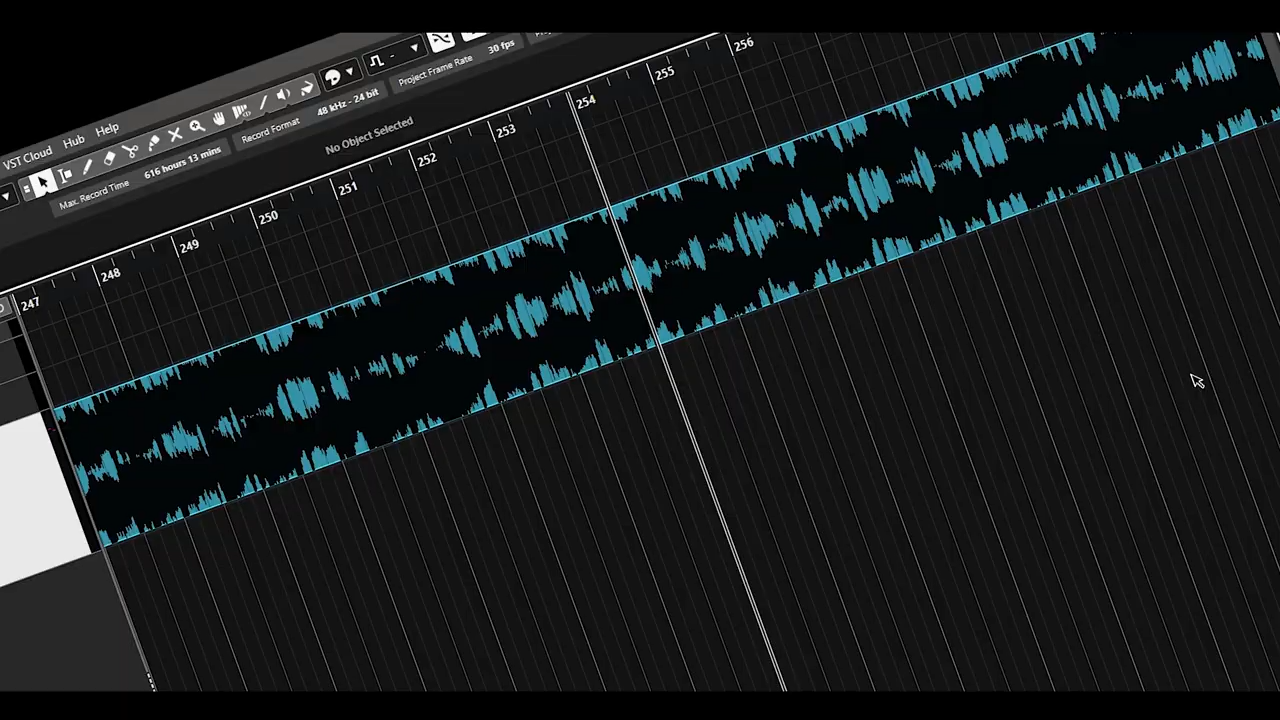 VST Cloud Hub Help
Max. Record Time 616 hours 13 mins Record Format 48 kHz - 24 bit Project Frame Rate 30 fps
No Object Selected
247 248 249 250 251 252 253 254 255 256